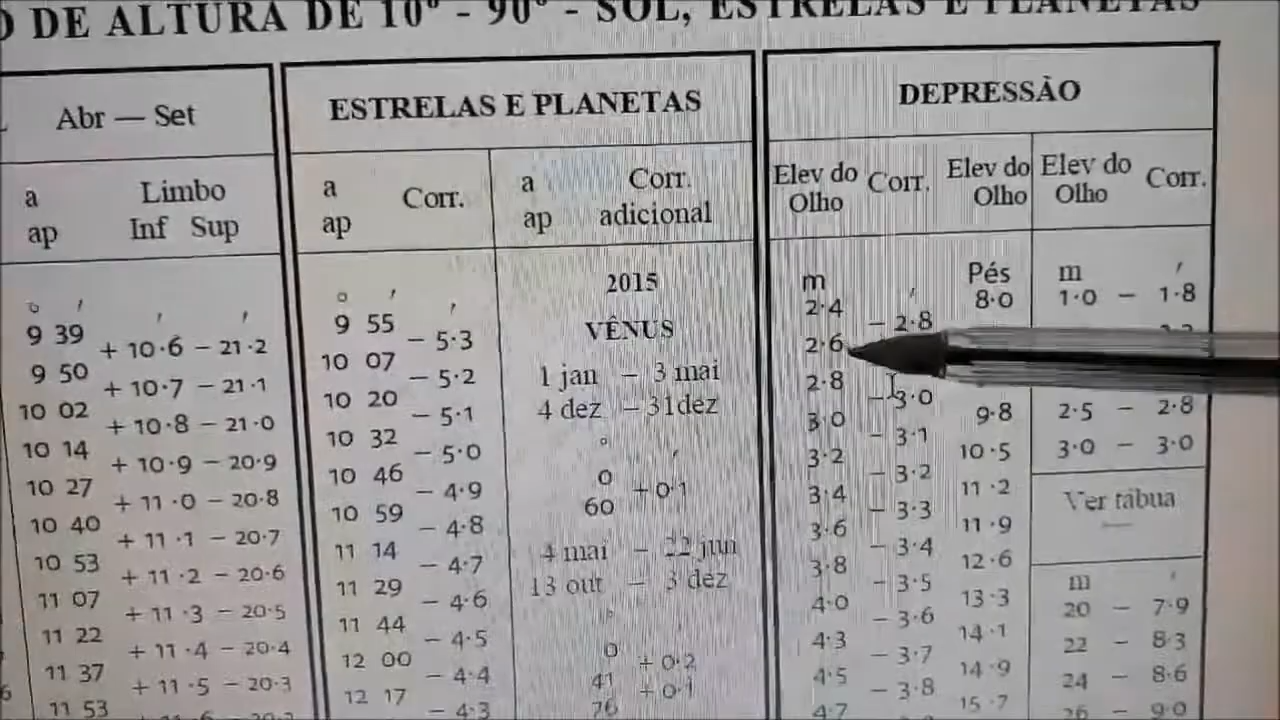 DE ALTURA DE 10º - 90º - SOL, ESTRELAS E PLANETAS
Abr — Set
a Limbo
ap Inf Sup
° ′ ′ ′
9 39
+ 10·6 − 21·2
9 50
+ 10·7 − 21·1
10 02
+ 10·8 − 21·0
10 14
+ 10·9 − 20·9
10 27
+ 11·0 − 20·8
10 40
+ 11·1 − 20·7
10 53
+ 11·2 − 20·6
11 07
+ 11·3 − 20·5
11 22
+ 11·4 − 20·4
11 37
+ 11·5 − 20·3
11 53
ESTRELAS E PLANETAS
a Corr.
ap
° ′ ′
9 55
− 5·3
10 07
− 5·2
10 20
− 5·1
10 32
− 5·0
10 46
− 4·9
10 59
− 4·8
11 14
− 4·7
11 29
− 4·6
11 44
− 4·5
12 00
− 4·4
12 17
− 4·3
a Corr.
ap adicional
2015
VÊNUS
1 jan − 3 mai
4 dez − 31dez
° ′
0
+0·1
60
4 mai − 22 jun
13 out − 3 dez
° ′
0
+ 0·2
41
+ 0·1
76
DEPRESSÃO
Elev do Corr. Elev do
Olho Olho
m ′ Pés
2·4 8·0
− 2·8
2·6
2·8
− 3·0
3·0 9·8
− 3·1
3·2 10·5
− 3·2
3·4 11·2
− 3·3
3·6 11·9
− 3·4
3·8 12·6
− 3·5
4·0 13·3
− 3·6
4·3 14·1
− 3·7
4·5 14·9
− 3·8
4·7 15·7
Elev do Corr.
Olho
m ′
1·0 − 1·8
2·5 − 2·8
3·0 − 3·0
Ver tábua
m ′
20 − 7·9
22 − 8·3
24 − 8·6
26 − 9·0